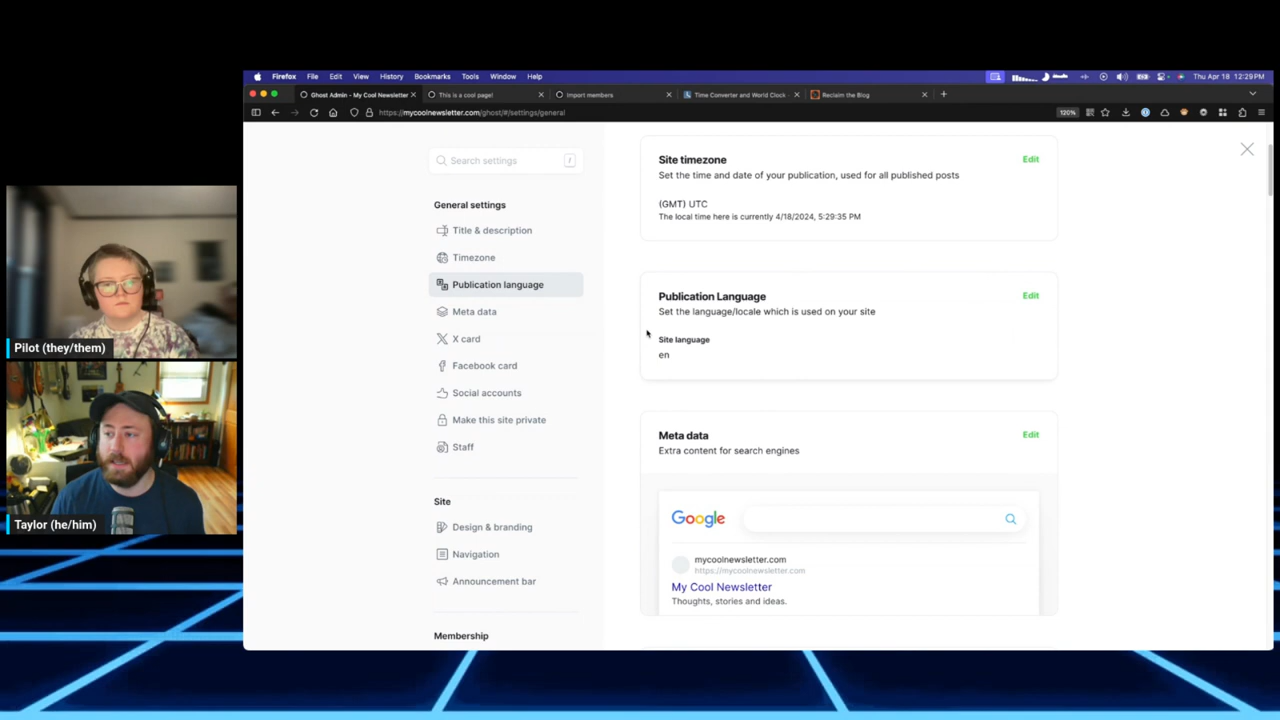 Firefox File Edit View History Bookmarks Tools Window Help Thu Apr 18 12:29 PM
Ghost Admin - My Cool Newsletter This is a cool page! Import members Time Converter and World Clock Reclaim the Blog
https://mycoolnewsletter.com/ghost/#/settings/general 120%
Search settings /
General settings
Title & description
Timezone
Publication language
Meta data
X card
Facebook card
Social accounts
Make this site private
Staff
Site
Design & branding
Navigation
Announcement bar
Membership
Site timezone Edit
Set the time and date of your publication, used for all published posts
(GMT) UTC
The local time here is currently 4/18/2024, 5:29:35 PM
Publication Language Edit
Set the language/locale which is used on your site
Site language
en
Meta data Edit
Extra content for search engines
Google
mycoolnewsletter.com
https://mycoolnewsletter.com
My Cool Newsletter
Thoughts, stories and ideas.
Pilot (they/them)
Taylor (he/him)